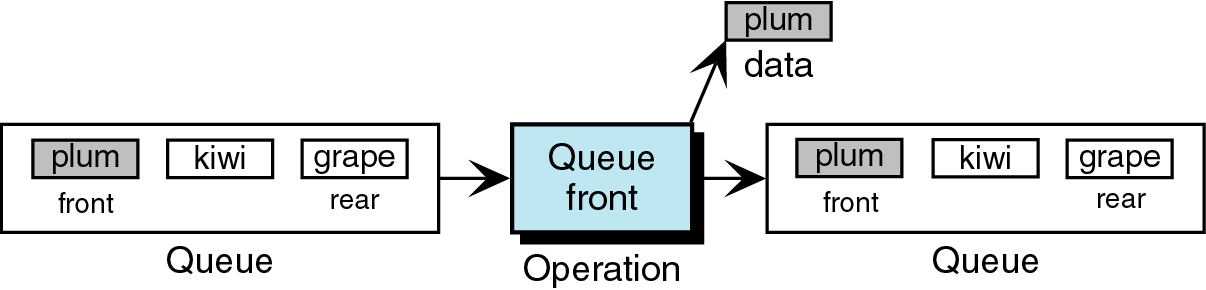 plum
data
plum kiwi grape
front rear
Queue
Queue
front
Operation
plum kiwi grape
front rear
Queue